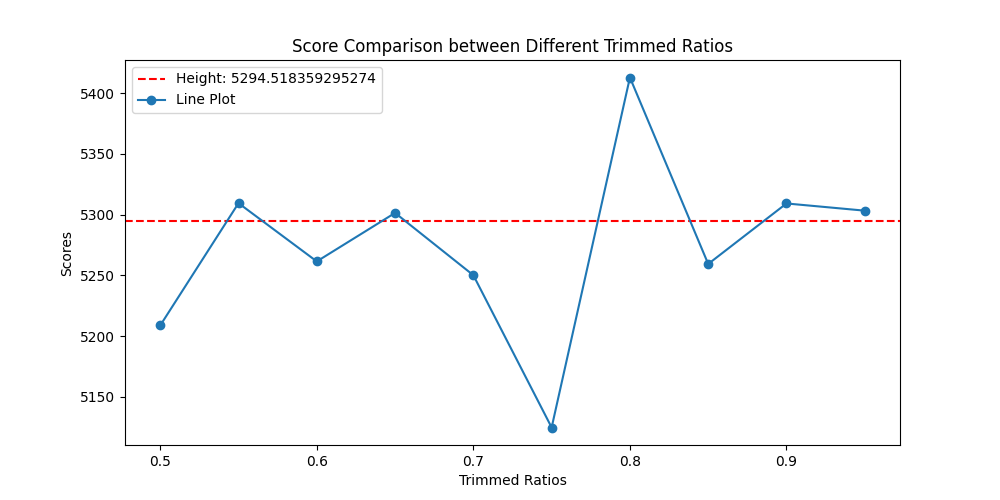 Score Comparison between Different Trimmed Ratios
Height: 5294.518359295274
Line Plot
5400
5350
5300
5250
5200
5150
Scores
0.5 0.6 0.7 0.8 0.9
Trimmed Ratios